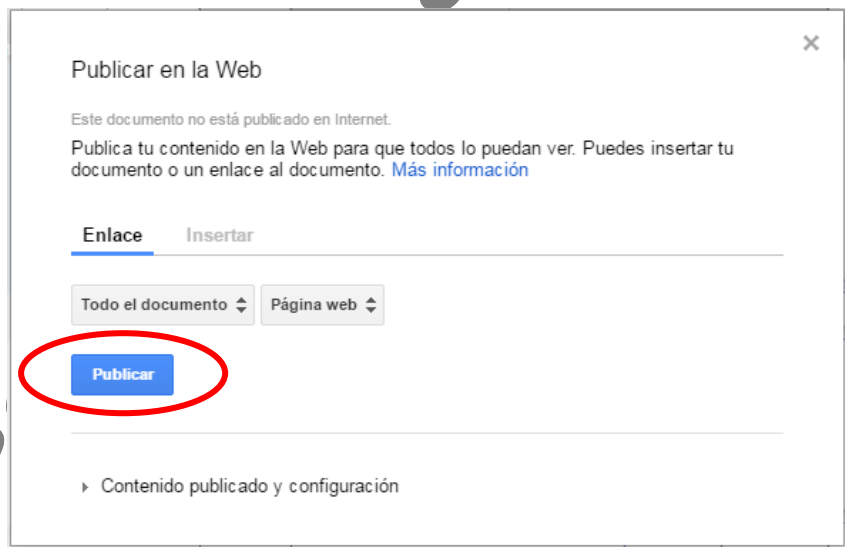 Publicar en la Web
Este documento no está publicado en Internet.
Publica tu contenido en la Web para que todos lo puedan ver. Puedes insertar tu
documento o un enlace al documento. Más información
Enlace Insertar
Todo el documento Página web
Publicar
Contenido publicado y configuración